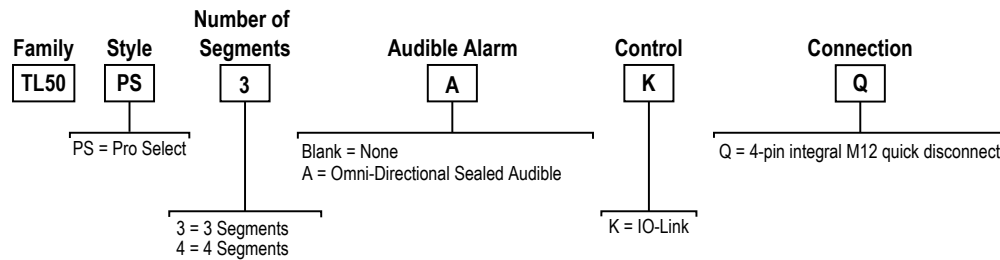 Number of
Family Style Segments Audible Alarm Control Connection
TL50 PS 3 A K Q
PS = Pro Select
Blank = None
A = Omni-Directional Sealed Audible
Q = 4-pin integral M12 quick disconnect
3 = 3 Segments
4 = 4 Segments
K = IO-Link